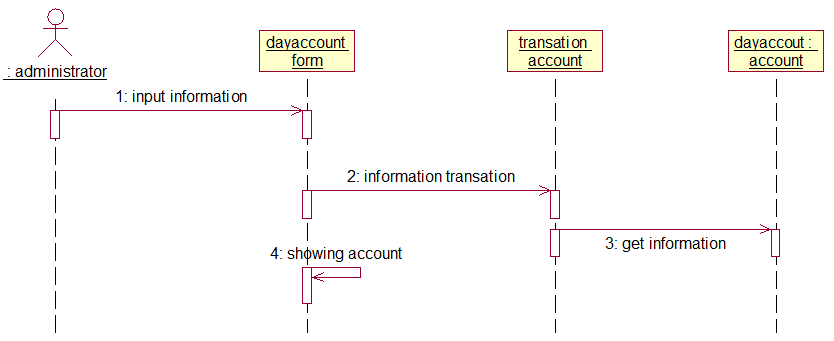 dayaccount
form
transation
account
dayaccout :
account
: administrator
1: input information
2: information transation
3: get information
4: showing account